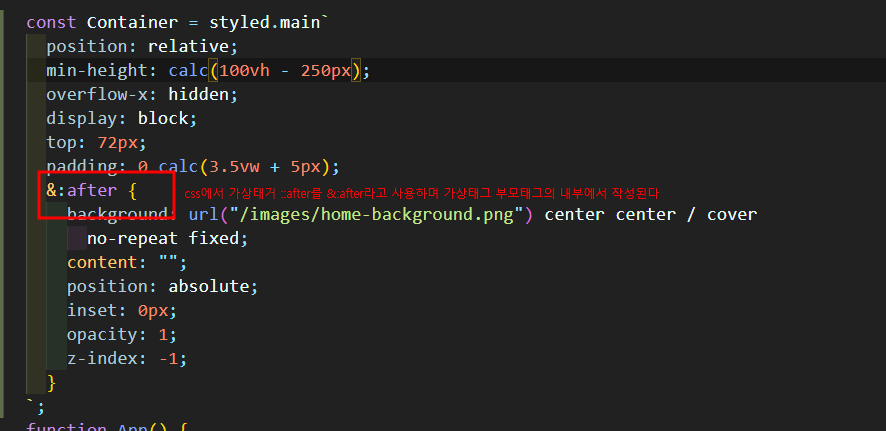 const Container = styled.main`
position: relative;
min-height: calc(100vh - 250px);
overflow-x: hidden;
display: block;
top: 72px;
padding: 0 calc(3.5vw + 5px);
&:after { css에서 가상태거 ::after를 &:after라고 사용하며 가상태그 부모태그의 내부에서 작성된다
background: url("/images/home-background.png") center center / cover
no-repeat fixed;
content: "";
position: absolute;
inset: 0px;
opacity: 1;
z-index: -1;
}
`;
function App() {